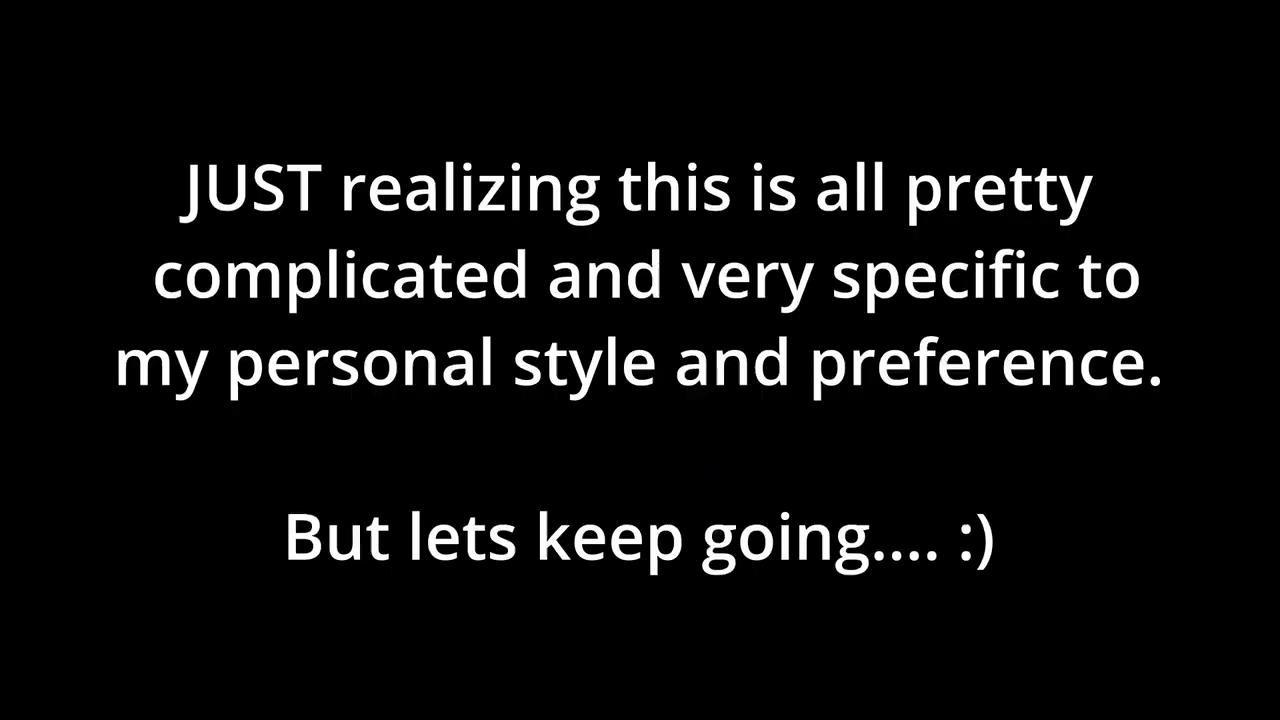 JUST realizing this is all pretty
complicated and very specific to
my personal style and preference.
But lets keep going.... :)